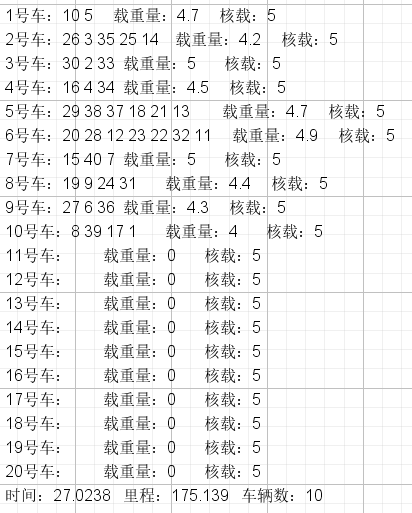 1号车：10 5 载重量：4.7 核载：5
2号车：26 3 35 25 14 载重量：4.2 核载：5
3号车：30 2 33 载重量：5 核载：5
4号车：16 4 34 载重量：4.5 核载：5
5号车：29 38 37 18 21 13 载重量：4.7 核载：5
6号车：20 28 12 23 22 32 11 载重量：4.9 核载：5
7号车：15 40 7 载重量：5 核载：5
8号车：19 9 24 31 载重量：4.4 核载：5
9号车：27 6 36 载重量：4.3 核载：5
10号车：8 39 17 1 载重量：4 核载：5
11号车： 载重量：0 核载：5
12号车： 载重量：0 核载：5
13号车： 载重量：0 核载：5
14号车： 载重量：0 核载：5
15号车： 载重量：0 核载：5
16号车： 载重量：0 核载：5
17号车： 载重量：0 核载：5
18号车： 载重量：0 核载：5
19号车： 载重量：0 核载：5
20号车： 载重量：0 核载：5
时间：27.0238 里程：175.139 车辆数：10